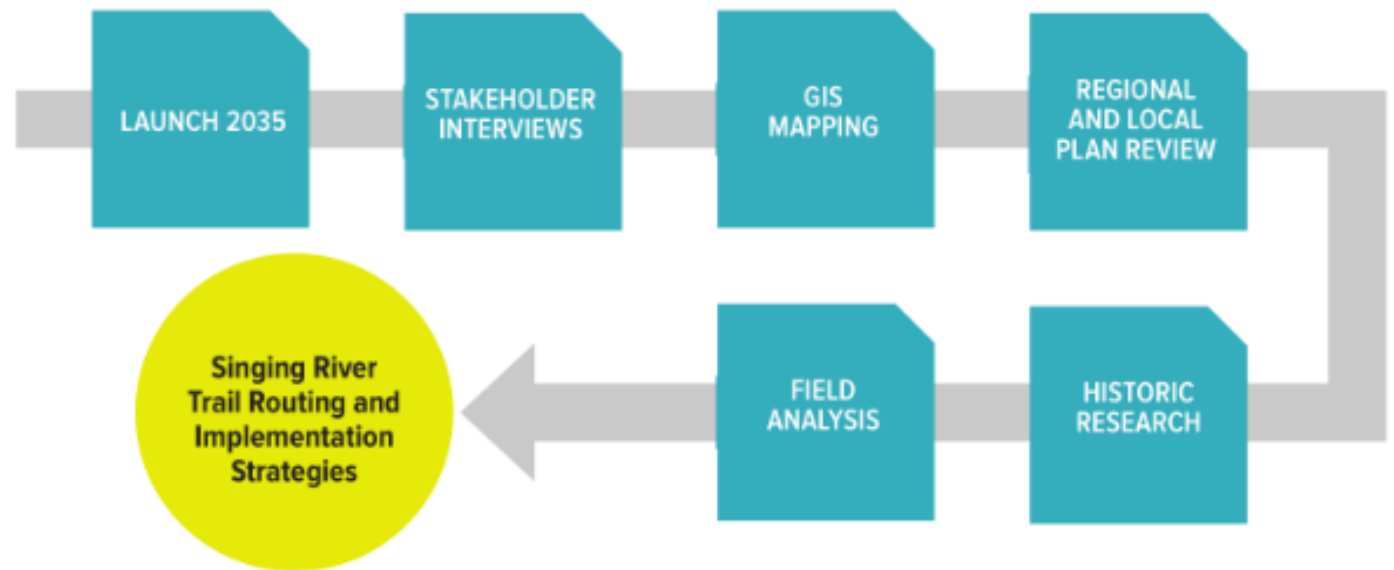 LAUNCH 2035
STAKEHOLDER
INTERVIEWS
GIS
MAPPING
REGIONAL
AND LOCAL
PLAN REVIEW
HISTORIC
RESEARCH
FIELD
ANALYSIS
Singing River
Trail Routing and
Implementation
Strategies